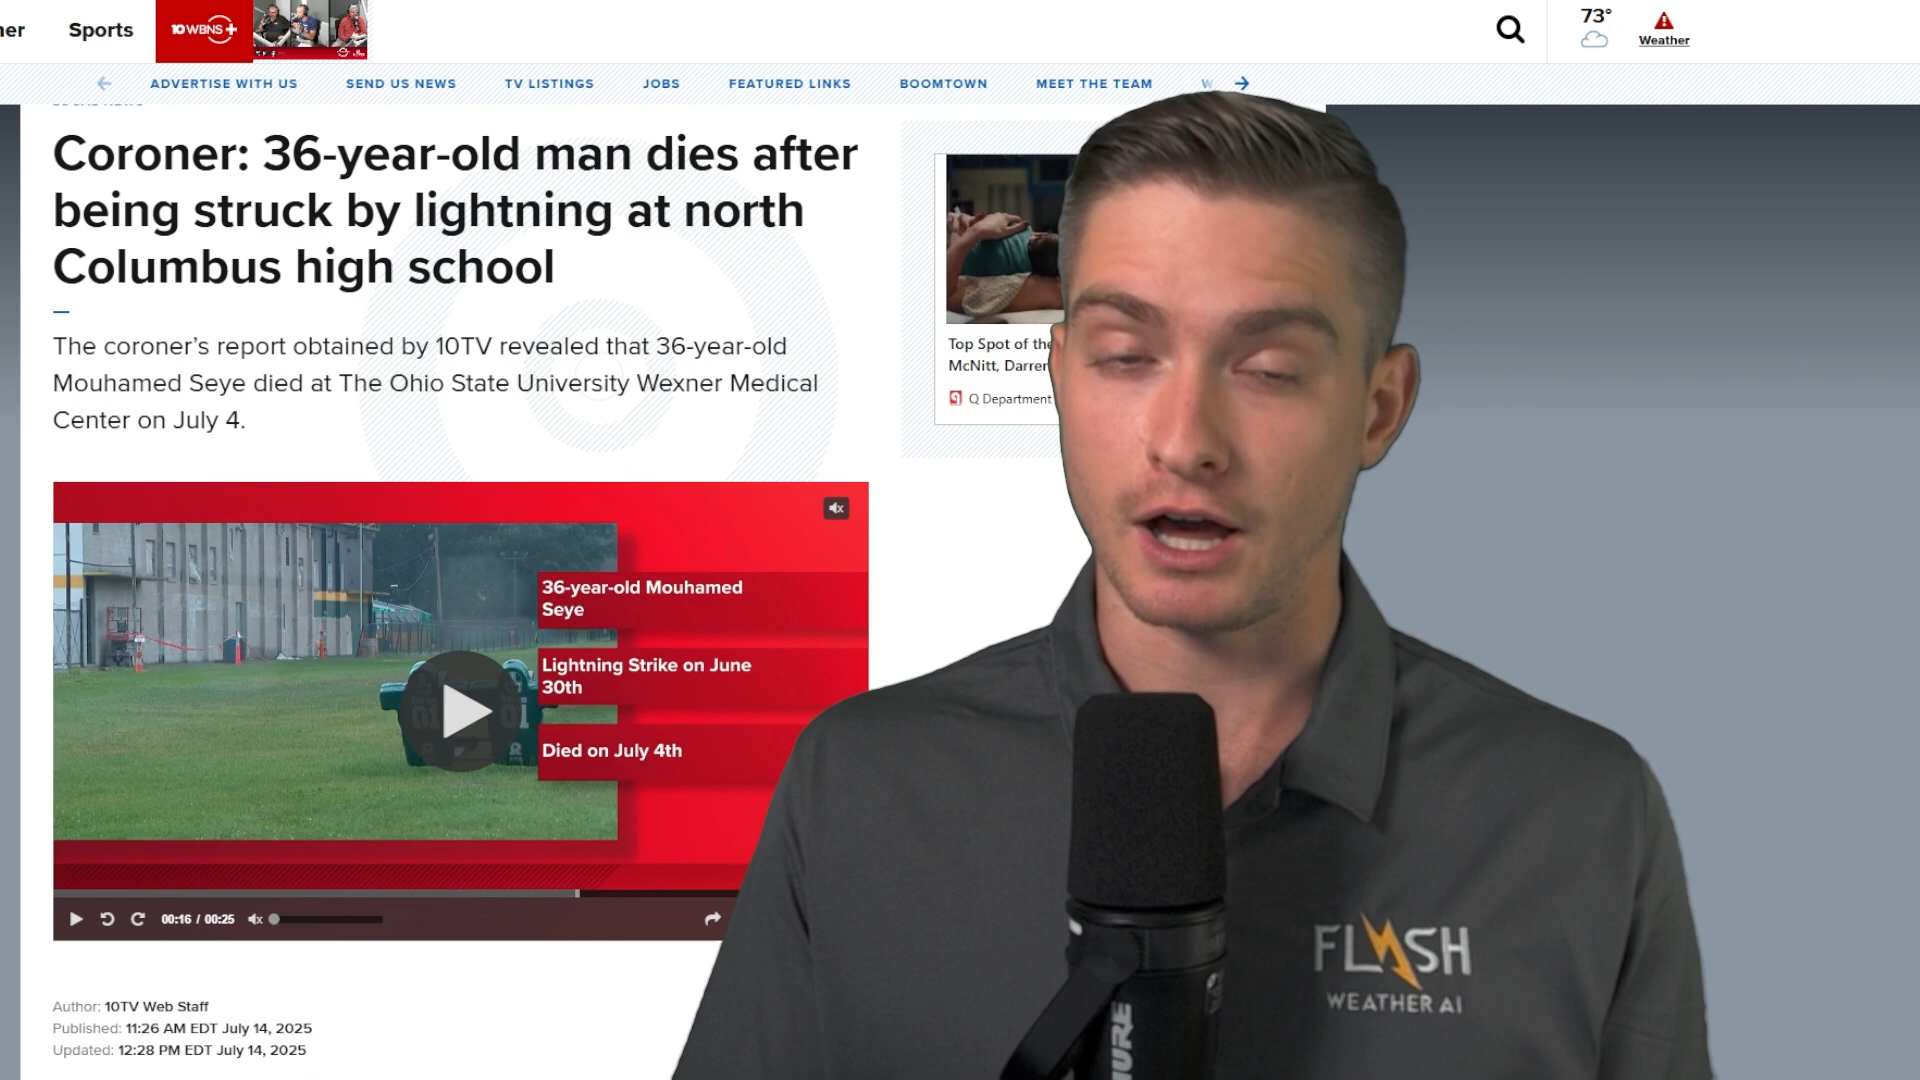 ner
Sports
10 WBNS +
73°
Weather
ADVERTISE WITH US
SEND US NEWS
TV LISTINGS
JOBS
FEATURED LINKS
BOOMTOWN
MEET THE TEAM
W
Coroner: 36-year-old man dies after
being struck by lightning at north
Columbus high school
The coroner’s report obtained by 10TV revealed that 36-year-old
Mouhamed Seye died at The Ohio State University Wexner Medical
Center on July 4.
Top Spot of the
McNitt, Darren
Q Department
36-year-old Mouhamed
Seye
Lightning Strike on June
30th
Died on July 4th
00:16 / 00:25
Author: 10TV Web Staff
Published: 11:26 AM EDT July 14, 2025
Updated: 12:28 PM EDT July 14, 2025
FLASH
WEATHER AI
HURE